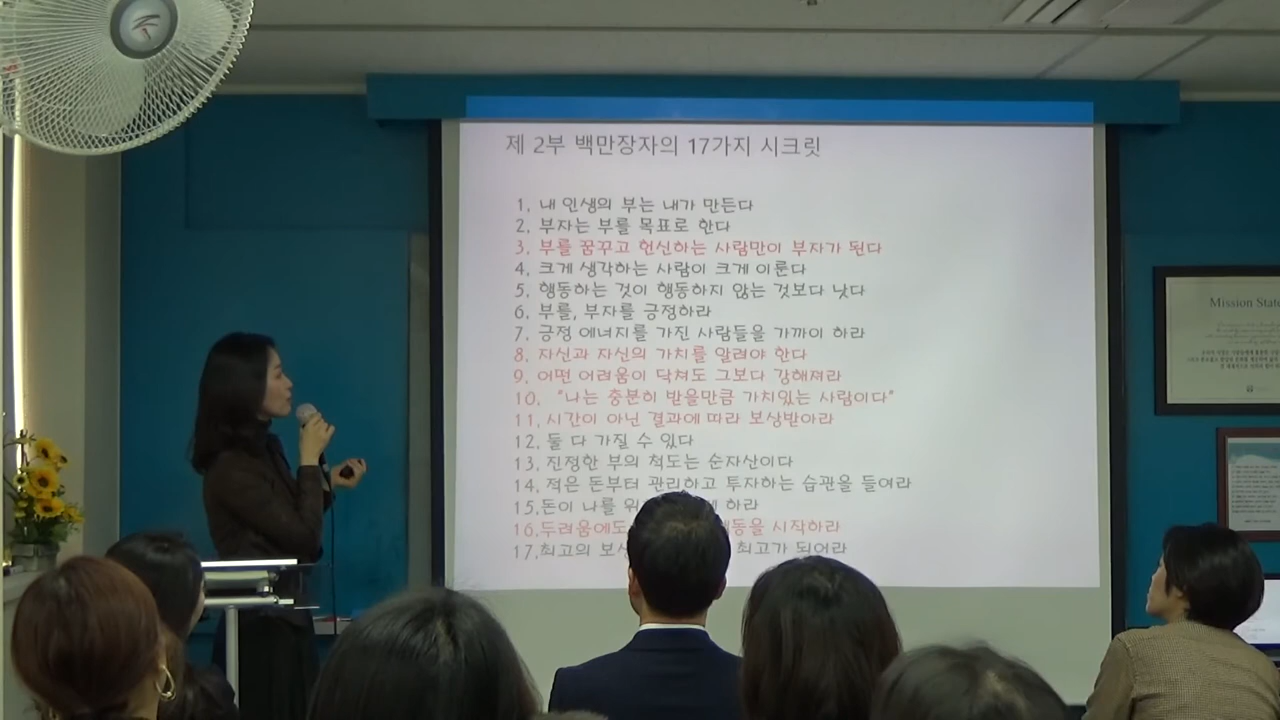 제 2부 백만장자의 17가지 시크릿
1. 내 인생의 부는 내가 만든다
2. 부자는 부를 목표로 한다
3. 부를 꿈꾸고 헌신하는 사람만이 부자가 된다
4. 크게 생각하는 사람이 크게 이룬다
5. 행동하는 것이 행동하지 않는 것보다 낫다
6. 부를, 부자를 긍정하라
7. 긍정 에너지를 가진 사람들을 가까이 하라
8. 자신과 자신의 가치를 알려야 한다
9. 어떤 어려움이 닥쳐도 그보다 강해져라
10. “나는 충분히 받을만큼 가치있는 사람이다”
11. 시간이 아닌 결과에 따라 보상받아라
12. 둘 다 가질 수 있다
13. 진정한 부의 척도는 순자산이다
14. 적은 돈부터 관리하고 투자하는 습관을 들여라
15.돈이 나를 하라
16.두려움에도 시작하라
17.최고의 최고가 되어라
Mission